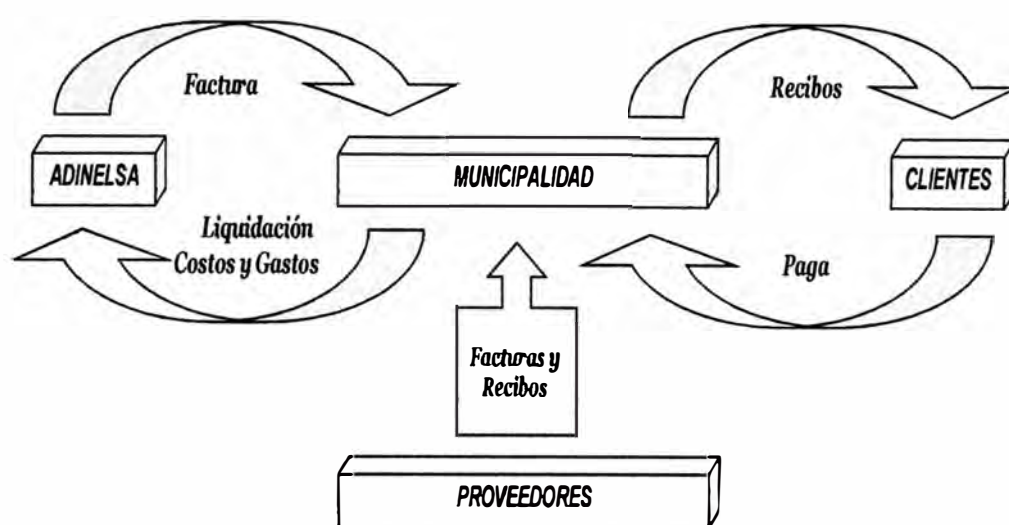 Factura
Recibos
ADINELSA
MUNICIPALIDAD
CLIENTES
Liquidación
Costos y Gastos
Paga
Facturas y
Recibos
PROVEEDORES